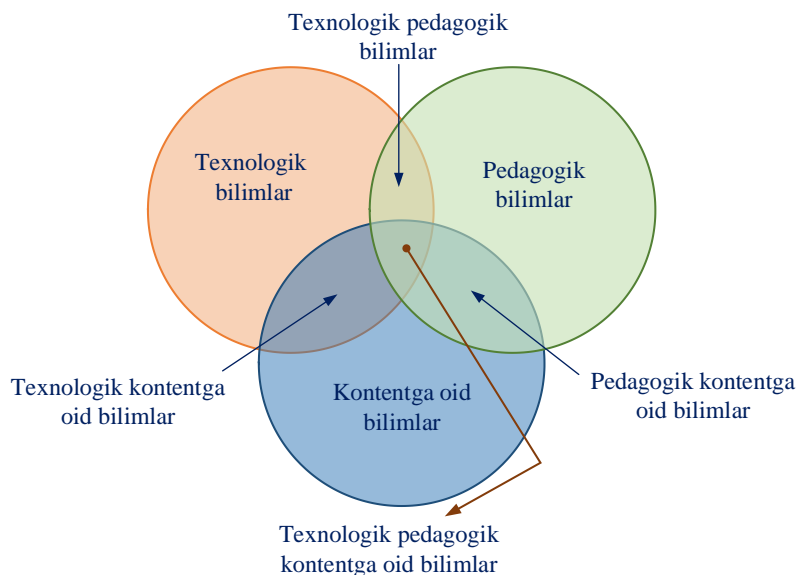 Texnologik pedagogik
bilimlar
Texnologik
bilimlar
Pedagogik
bilimlar
Texnologik kontentga
oid bilimlar
Kontentga oid
bilimlar
Pedagogik kontentga
oid bilimlar
Texnologik pedagogik
kontentga oid bilimlar